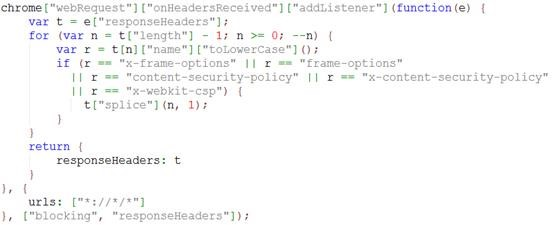 chrome["webRequest"]["onHeadersReceived"]["addListener"](function(e) {
    var t = e["responseHeaders"];
    for (var n = t["length"] - 1; n >= 0; --n) {
        var r = t[n]["name"]["toLowerCase"]();
        if (r == "x-frame-options" || r == "frame-options"
          || r == "content-security-policy" || r == "x-content-security-policy"
          || r == "x-webkit-csp") {
            t["splice"](n, 1);
        }
    }
    return {
        responseHeaders: t
    }
}, {
    urls: ["*://*/*"]
}, ["blocking", "responseHeaders"]);